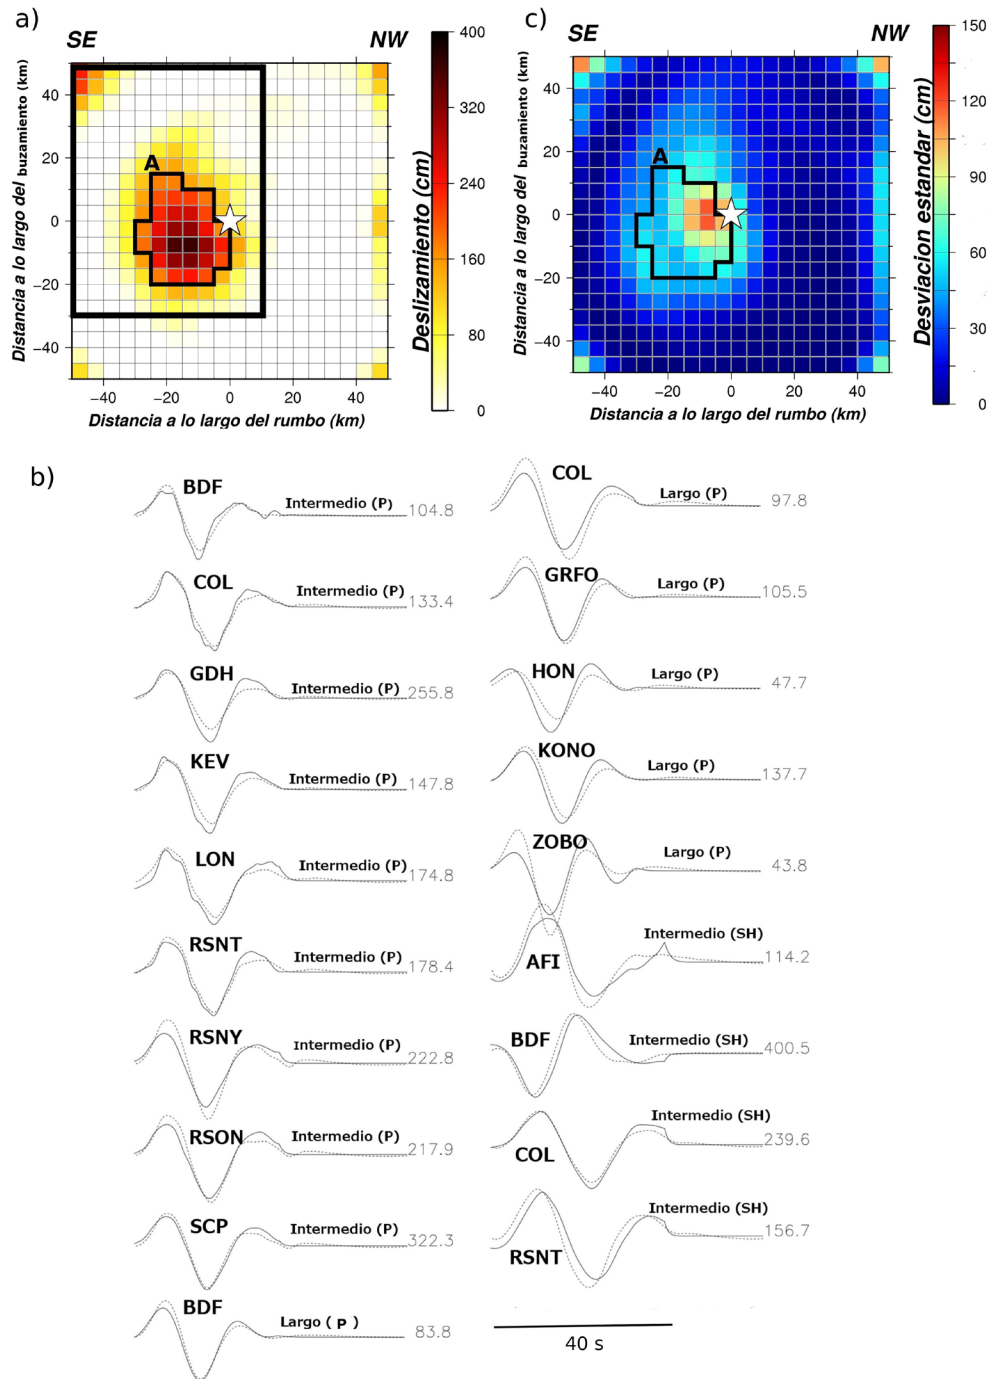 a)
SE
NW
A
Distancia a lo largo del buzamiento (km)
20
0
−20
−40
−40
−20
0
20
40
Distancia a lo largo del rumbo (km)
400
320
240
160
80
0
Deslizamiento (cm)
c)
SE
NW
A
Distancia a lo largo del buzamiento (km)
40
20
0
−20
−40
−40
−20
0
20
40
Distancia a lo largo del rumbo (km)
150
120
90
60
30
0
Desviacion estandar (cm)
b)
BDF
Intermedio (P)
104.8
COL
Intermedio (P)
133.4
GDH
Intermedio (P)
255.8
KEV
Intermedio (P)
147.8
LON
Intermedio (P)
174.8
RSNT
Intermedio (P)
178.4
RSNY
Intermedio (P)
222.8
RSON
Intermedio (P)
217.9
SCP
Intermedio (P)
322.3
BDF
Largo ( P )
83.8
COL
Largo (P)
97.8
GRFO
Largo (P)
105.5
HON
Largo (P)
47.7
KONO
Largo (P)
137.7
ZOBO
Largo (P)
43.8
AFI
Intermedio (SH)
114.2
BDF
Intermedio (SH)
400.5
COL
Intermedio (SH)
239.6
RSNT
Intermedio (SH)
156.7
40 s